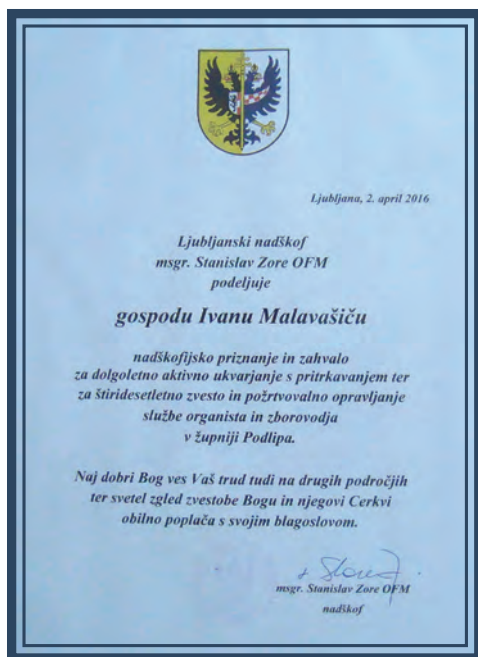 Ljubljana, 2. april 2016
Ljubljanski nadškof
msgr. Stanislav Zore OFM
podeljuje
gospodu Ivanu Malavašiču
nadškofijsko priznanje in zahvalo
za dolgoletno aktivno ukvarjanje s pritrkavanjem ter
za štiridesetletno zvesto in požrtvovalno opravljanje
službe organista in zborovodja
v župniji Podlipa.
Naj dobri Bog ves Vaš trud tudi na drugih področjih
ter svetel zgled zvestobe Bogu in njegovi Cerkvi
obilno poplača s svojim blagoslovom.
msgr. Stanislav Zore OFM
nadškof